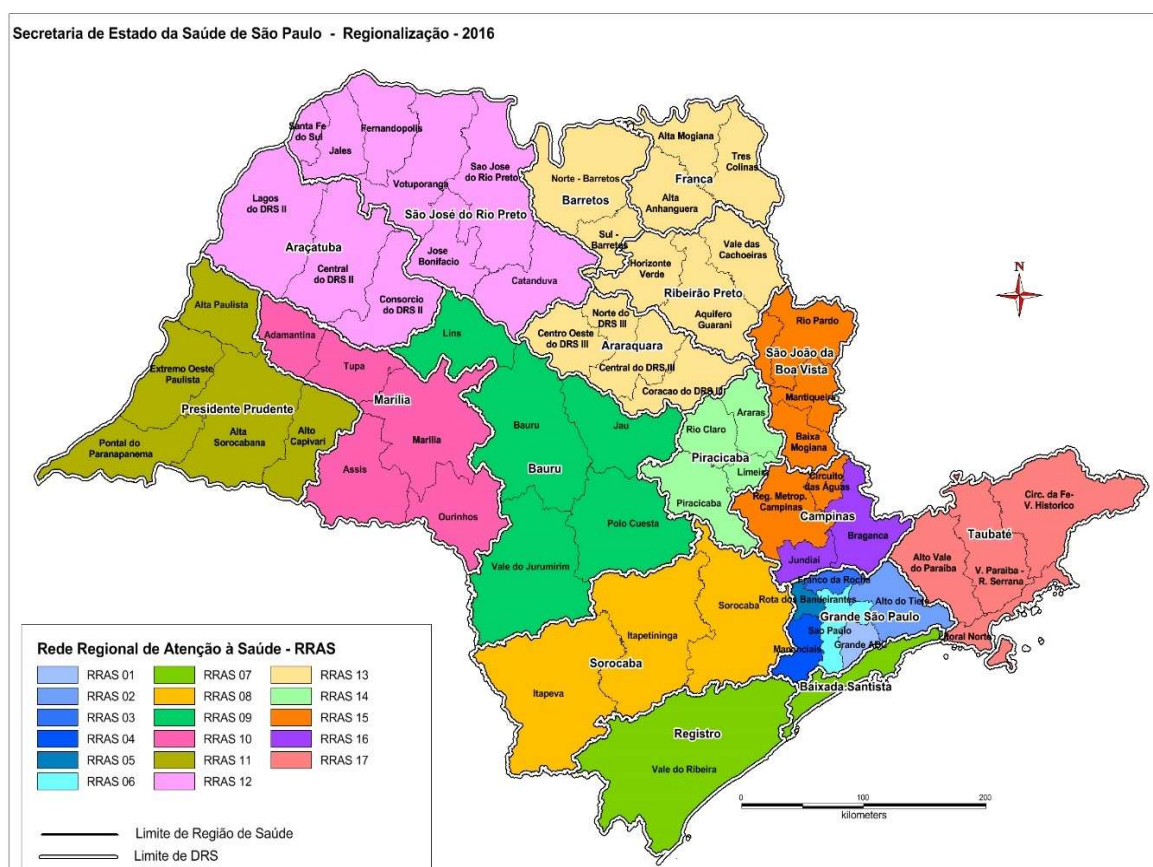 Secretaria de Estado da Saúde de São Paulo - Regionalização - 2016
Santa Fe
do Sul
Jales
Fernandopolis
Votuporanga
Sao Jose
do Rio Preto
São José do Rio Preto
Jose
Bonifacio
Catanduva
Lagos
do DRS II
Araçatuba
Central
do DRS II
Consorcio
do DRS II
Norte - Barretos
Barretos
Sul -
Barretos
Alta Mogiana
Tres
Colinas
Franca
Alta
Anhanguera
Horizonte
Verde
Vale das
Cachoeiras
Ribeirão Preto
Aquifero
Guarani
Norte do
DRS III
Centro Oeste
do DRS III
Araraquara
Central do DRS III
Coracao do DRS III
Rio Pardo
São João da
Boa Vista
Mantiqueira
Baixa
Mogiana
Alta Paulista
Extremo Oeste
Paulista
Presidente Prudente
Pontal do
Paranapanema
Alta
Sorocabana
Alto
Capivari
Adamantina
Tupa
Marília
Marilia
Assis
Ourinhos
Lins
Bauru
Jau
Bauru
Polo Cuesta
Vale do Jurumirim
Araras
Rio Claro
Piracicaba
Limeira
Piracicaba
Circuito
das Águas
Reg. Metrop.
Campinas
Campinas
Braganca
Jundiai
Circ. da Fe-
V. Historico
Taubaté
Alto Vale
do Paraiba
V. Paraiba -
R. Serrana
Litoral Norte
Franco da Rocha
Rota dos Bandeirantes
Alto do Tiete
Grande São Paulo
Sao Paulo
Grande ABC
Mananciais
Baixada Santista
Sorocaba
Itapetininga
Sorocaba
Itapeva
Registro
Vale do Ribeira
N
0 100 200
kilometers
Rede Regional de Atenção à Saúde - RRAS
RRAS 01 RRAS 07 RRAS 13
RRAS 02 RRAS 08 RRAS 14
RRAS 03 RRAS 09 RRAS 15
RRAS 04 RRAS 10 RRAS 16
RRAS 05 RRAS 11 RRAS 17
RRAS 06 RRAS 12
Limite de Região de Saúde
Limite de DRS